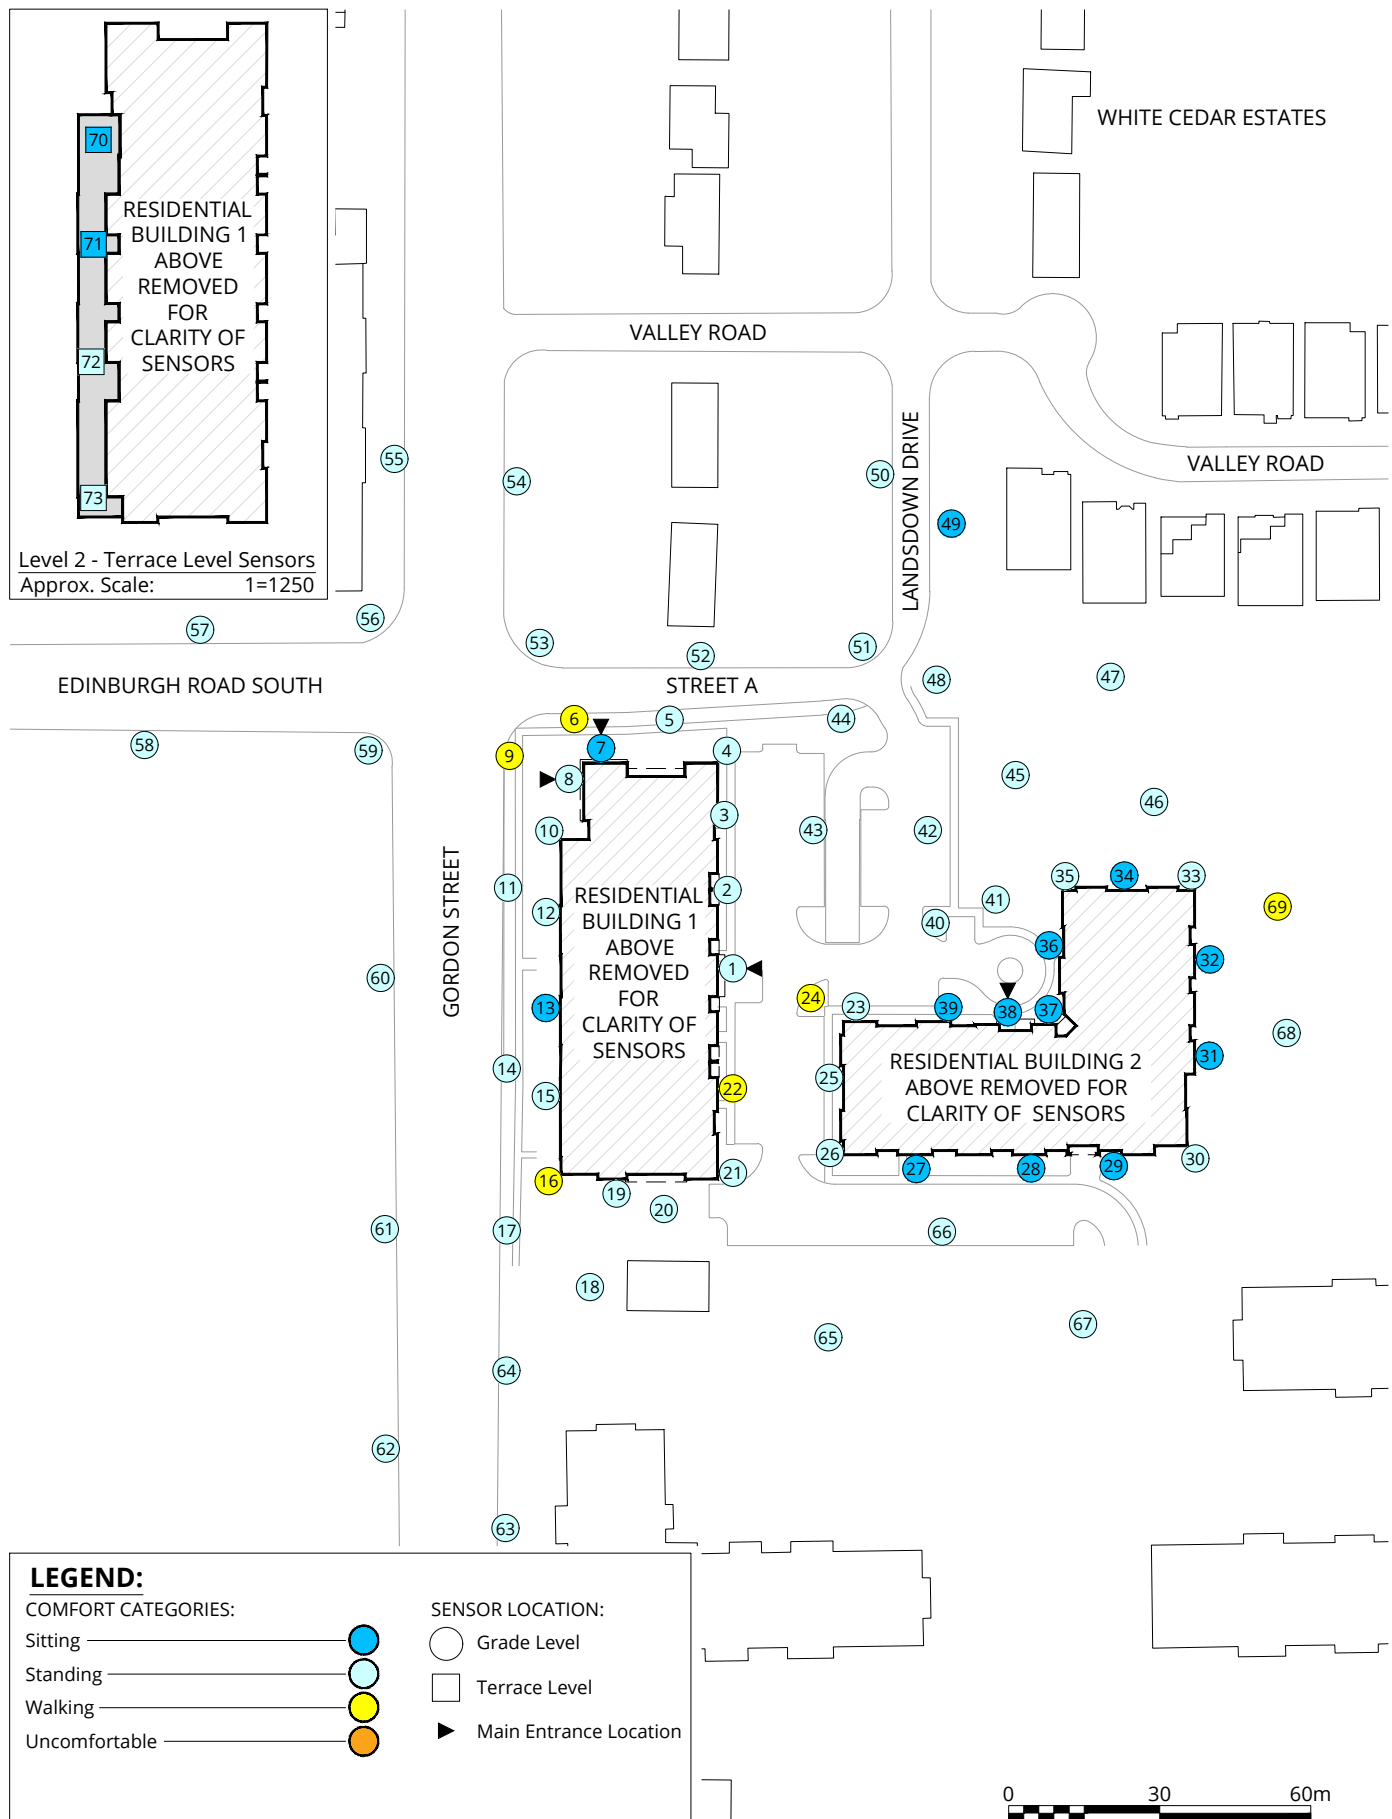 WHITE CEDAR ESTATES
70
71
72
73
RESIDENTIAL
BUILDING 1
ABOVE
REMOVED
FOR
CLARITY OF
SENSORS
Level 2 - Terrace Level Sensors
Approx. Scale: 1=1250
VALLEY ROAD
VALLEY ROAD
LANDSDOWN DRIVE
55
54
50
49
57
56
53
52
51
48
47
EDINBURGH ROAD SOUTH
STREET A
58
59
9
6
7
5
44
4
8
45
46
10
3
43
42
GORDON STREET
11
12
2
35
34
33
41
40
69
RESIDENTIAL
BUILDING 1
ABOVE
REMOVED
FOR
CLARITY OF
SENSORS
36
32
60
1
13
24
23
39
38
37
68
31
14
15
22
25
RESIDENTIAL BUILDING 2
ABOVE REMOVED FOR
CLARITY OF SENSORS
26
27
28
29
30
16
19
21
20
61
17
66
18
65
67
64
62
63
LEGEND:
COMFORT CATEGORIES:
Sitting
Standing
Walking
Uncomfortable
SENSOR LOCATION:
Grade Level
Terrace Level
Main Entrance Location
0 30 60m